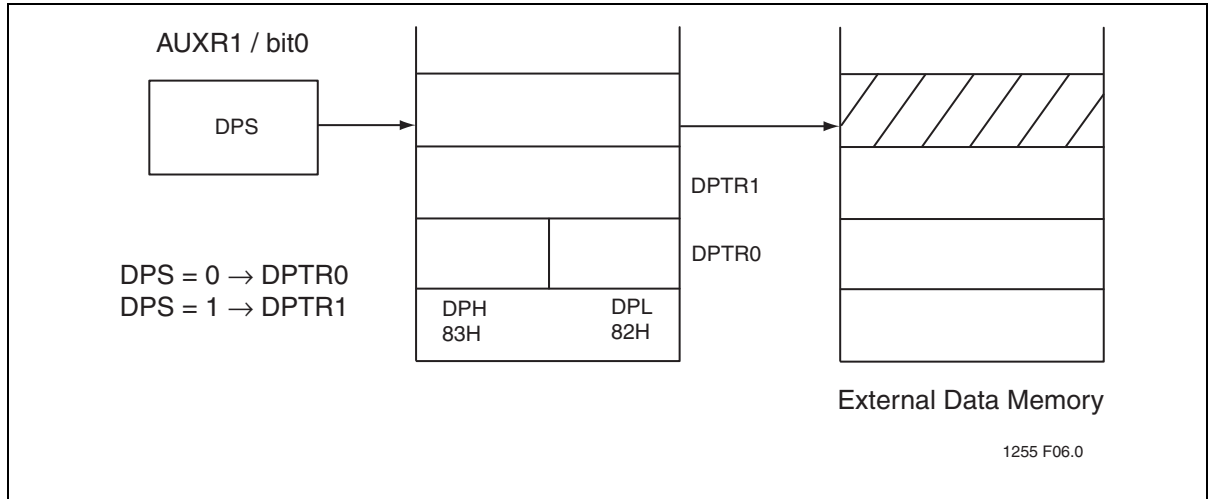 AUXR1 / bit0
DPS
DPTR1
DPTR0
DPS = 0 → DPTR0
DPS = 1 → DPTR1
DPH
83H
DPL
82H
External Data Memory
1255 F06.0